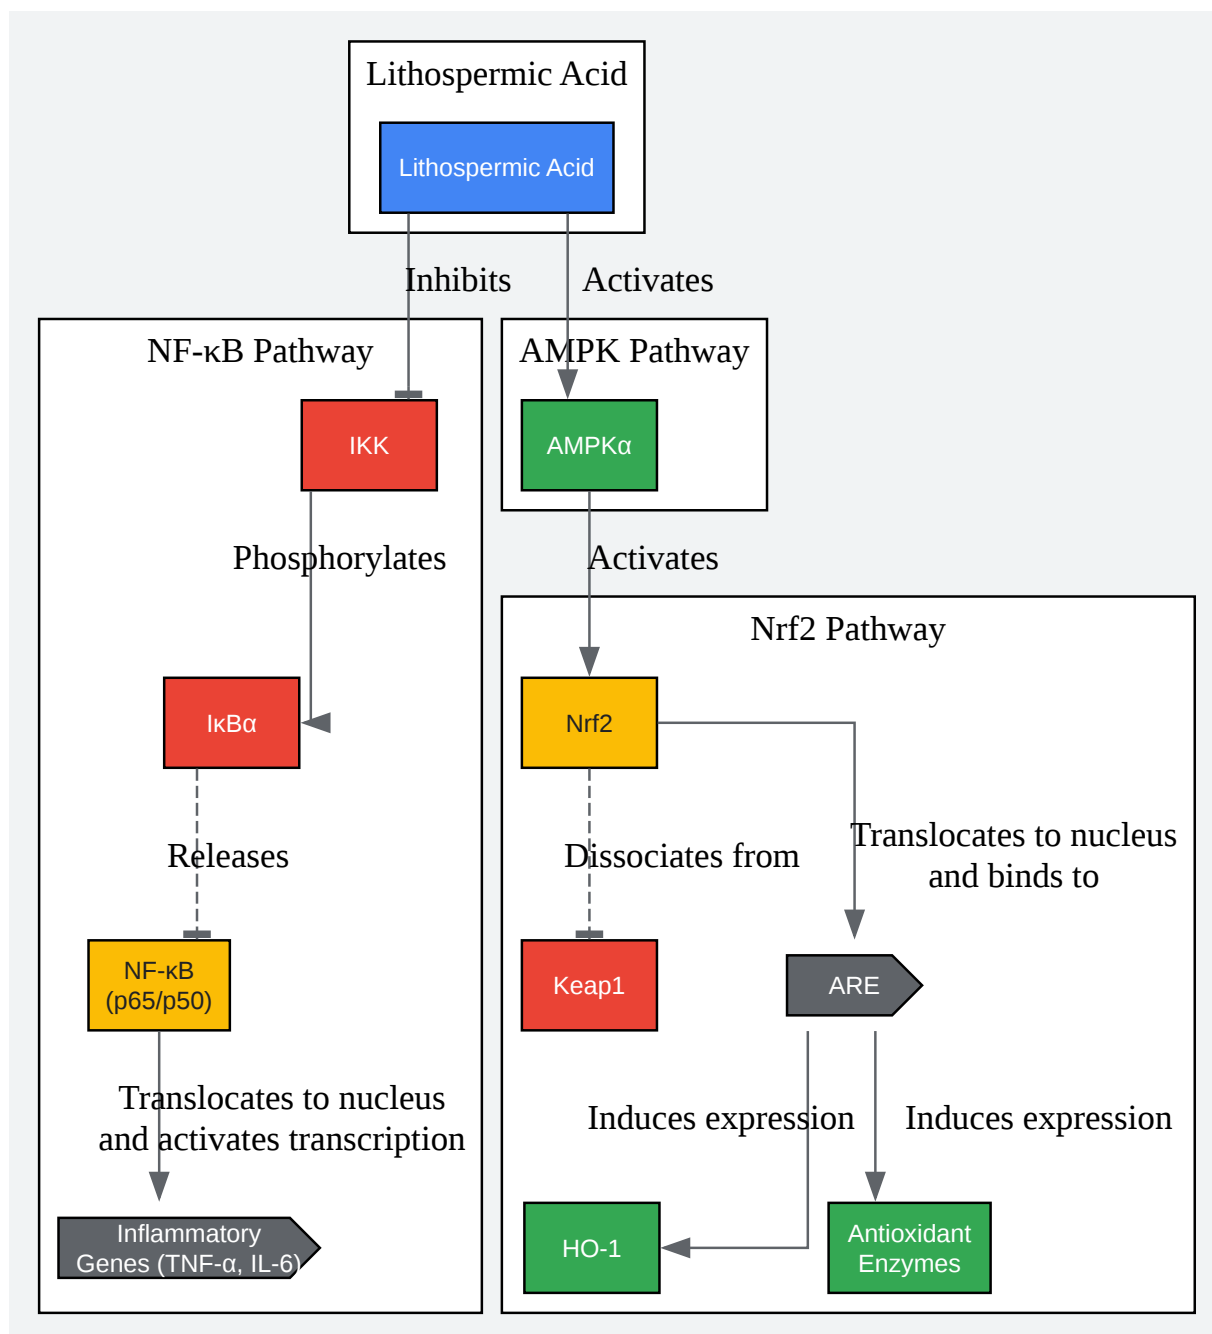 Lithospermic Acid
Lithospermic Acid
Inhibits
Activates
NF-κB Pathway
AMPK Pathway
IKK
AMPKα
Phosphorylates
Activates
Nrf2 Pathway
IκBα
Nrf2
Releases
Dissociates from
Translocates to nucleus
and binds to
NF-κB
(p65/p50)
Keap1
ARE
Translocates to nucleus
and activates transcription
Induces expression
Induces expression
Inflammatory
Genes (TNF-α, IL-6)
HO-1
Antioxidant
Enzymes